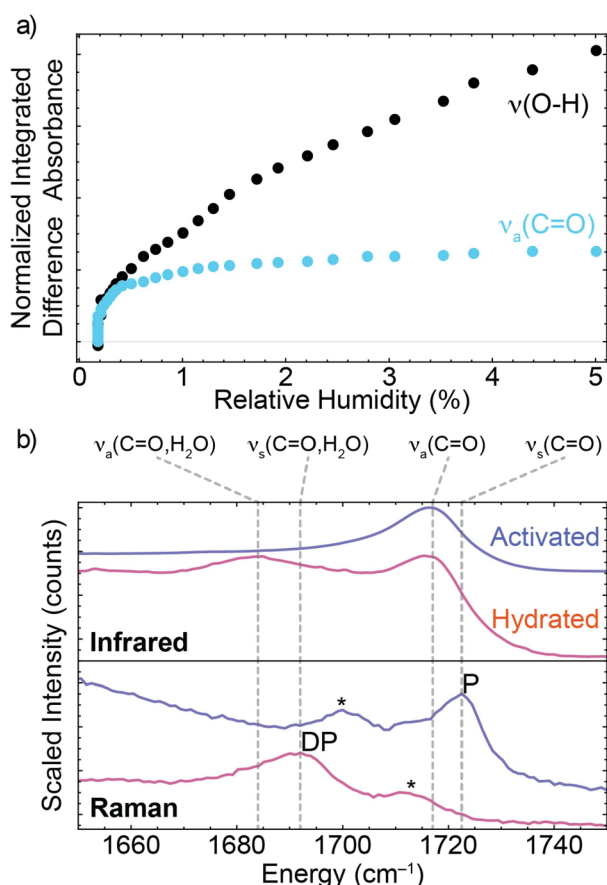 a)
Normalized Integrated
Difference Absorbance
ν(O-H)
νₐ(C=O)
0 1 2 3 4 5
Relative Humidity (%)
b)
νₐ(C=O,H₂O) νₛ(C=O,H₂O) νₐ(C=O) νₛ(C=O)
Scaled Intensity (counts)
Activated
Hydrated
Infrared
P
*
DP
*
Raman
1660 1680 1700 1720 1740
Energy (cm⁻¹)